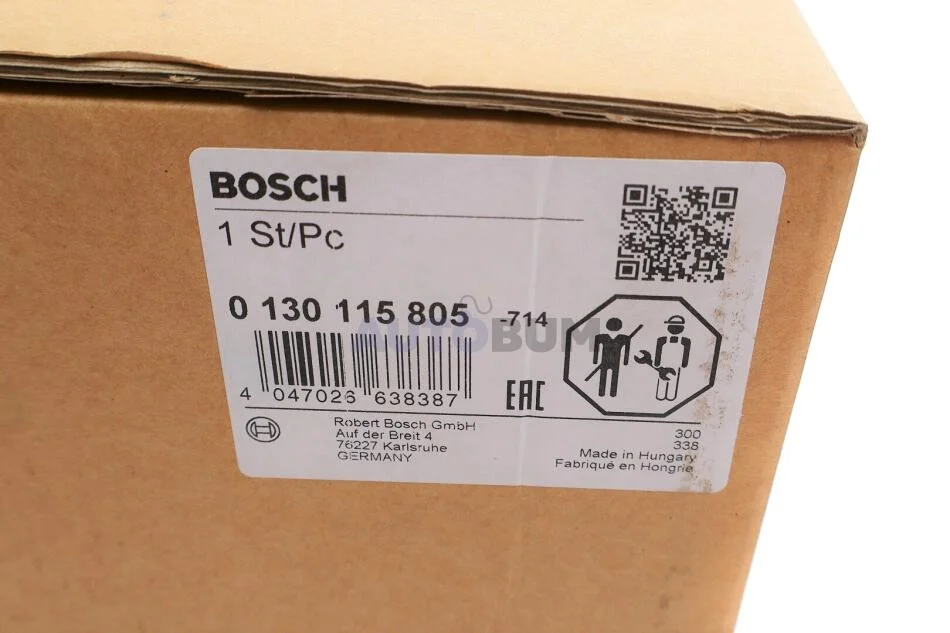 BOSCH
1 St/Pc
0 130 115 805 -714
AUTOBUM
4 047026 638387
EAC
Robert Bosch GmbH
Auf der Breit 4
76227 Karlsruhe
GERMANY
300
338
Made in Hungary
Fabriqué en Hongrie